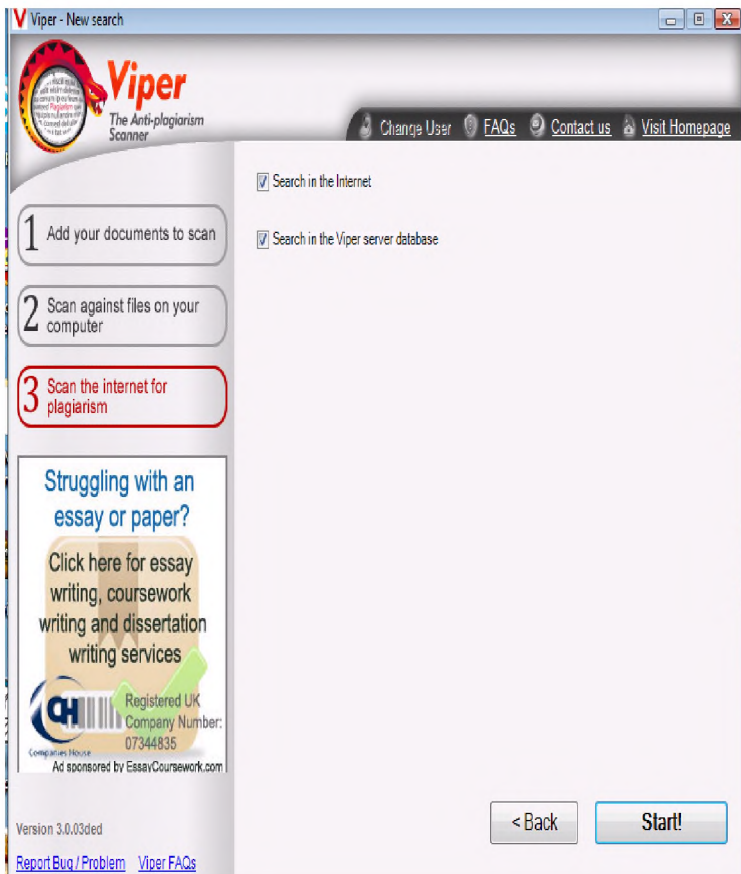 Viper - New search
Viper
The Anti-plagiarism
Scanner
Change User FAQs Contact us Visit Homepage
Search in the Internet
Search in the Viper server database
1 Add your documents to scan
2 Scan against files on your
computer
3 Scan the internet for
plagiarism
Struggling with an
essay or paper?
Click here for essay
writing, coursework
writing and dissertation
writing services
CH
Registered UK
Company Number:
07344835
Companies House
Ad sponsored by EssayCoursework.com
< Back Start!
Version 3.0.03ded
Report Bug / Problem Viper FAQs